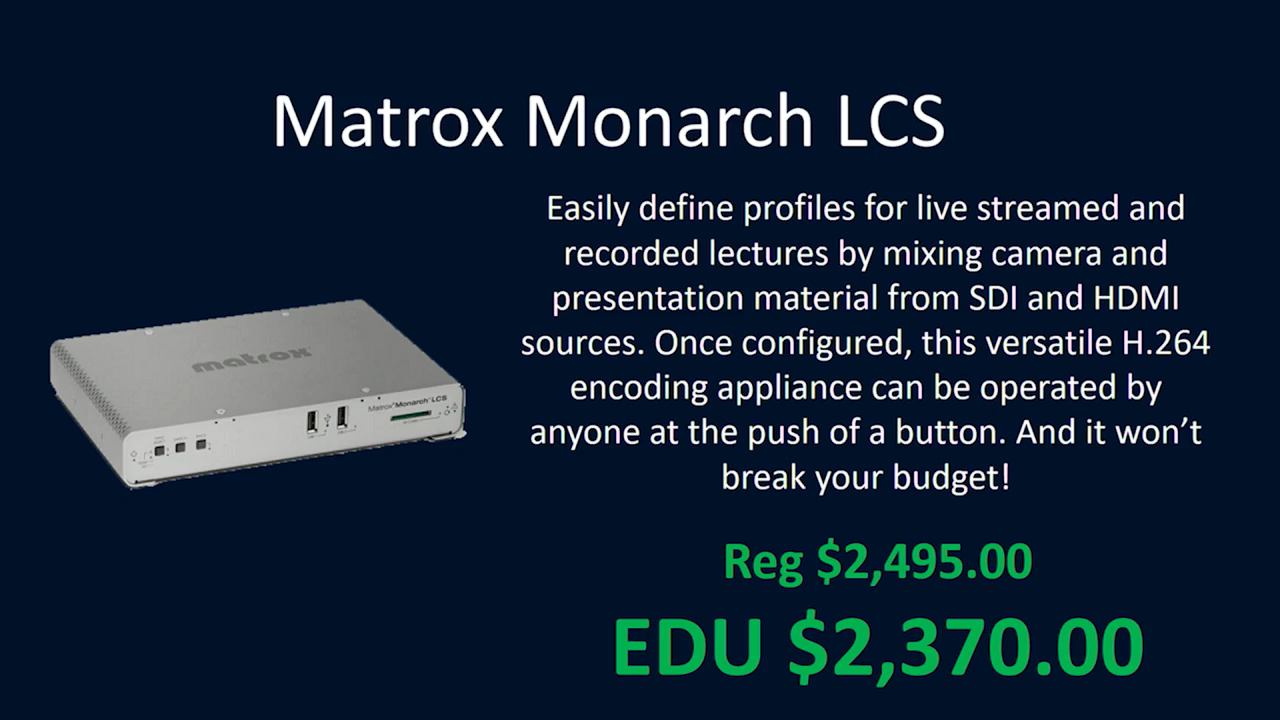 Matrox Monarch LCS
Easily define profiles for live streamed and
recorded lectures by mixing camera and
presentation material from SDI and HDMI
sources. Once configured, this versatile H.264
encoding appliance can be operated by
anyone at the push of a button. And it won't
break your budget!
matrox
Matrox® Monarch™ LCS
Reg $2,495.00
EDU $2,370.00